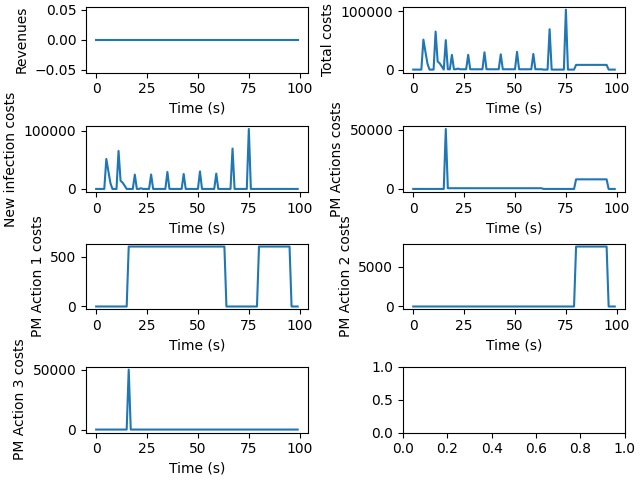 Revenues
0.05
0.00
−0.05
0 25 50 75 100
Time (s)
Total costs
100000
0
0 25 50 75 100
Time (s)
New infection costs
100000
0
0 25 50 75 100
Time (s)
PM Actions costs
50000
0
0 25 50 75 100
Time (s)
PM Action 1 costs
500
0
0 25 50 75 100
Time (s)
PM Action 2 costs
5000
0
0 25 50 75 100
Time (s)
PM Action 3 costs
50000
0
0 25 50 75 100
Time (s)
1.0
0.5
0.0
0.0 0.2 0.4 0.6 0.8 1.0